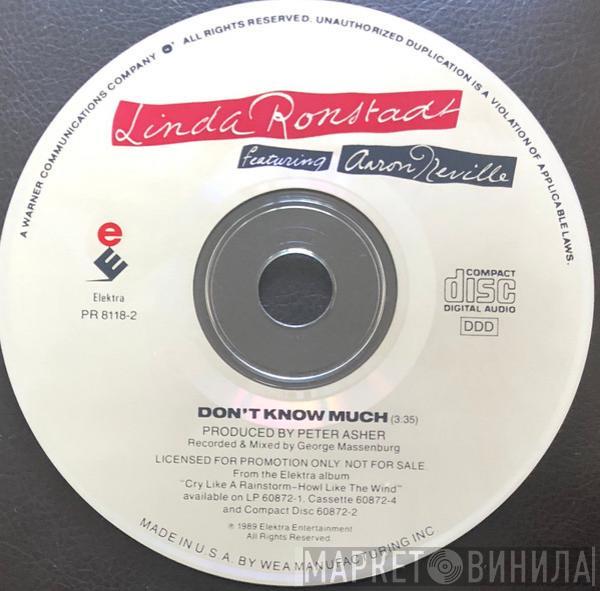 A WARNER COMMUNICATIONS COMPANY ALL RIGHTS RESERVED. UNAUTHORIZED DUPLICATION IS A VIOLATION OF APPLICABLE LAWS.
Linda Ronstadt
featuring Aaron Neville
e
Elektra
PR 8118-2
COMPACT
disc
DIGITAL AUDIO
DDD
DON'T KNOW MUCH (3:35)
PRODUCED BY PETER ASHER
Recorded & Mixed by George Massenburg
LICENSED FOR PROMOTION ONLY. NOT FOR SALE.
From the Elektra album
"Cry Like A Rainstorm–Howl Like The Wind"
available on LP 60872-1, Cassette 60872-4
and Compact Disc 60872-2
℗ 1989 Elektra Entertainment
All Rights Reserved.
MADE IN U.S.A. BY WEA MANUFACTURING INC
МАРКЕТ ВИНИЛА